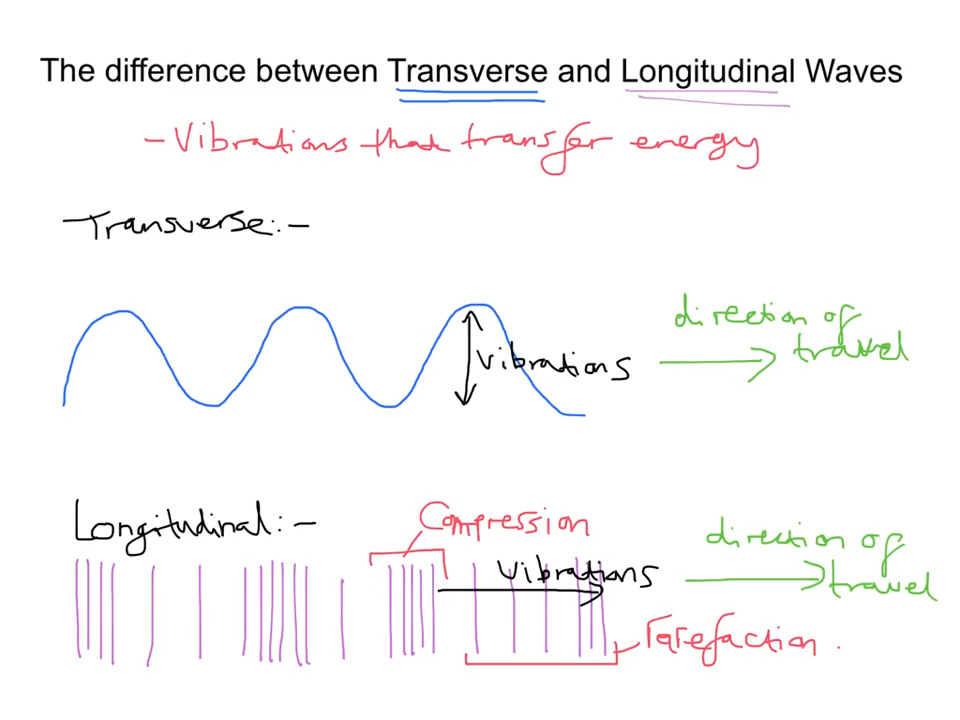 The difference between Transverse and Longitudinal Waves
- Vibrations that transfer energy
Transverse:-
direction of
travel
vibrations
Longitudinal:-
Compression
direction of
travel
Vibrations
rarefaction.